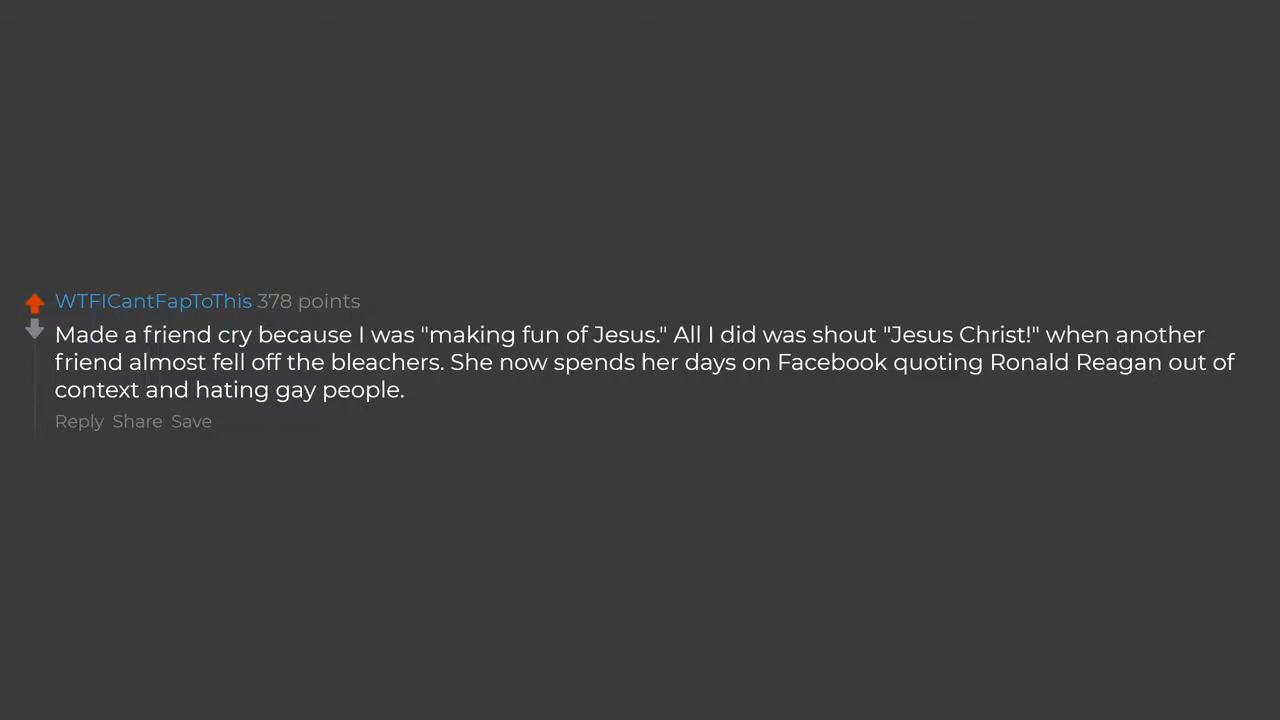 WTFICantFapToThis 378 points
Made a friend cry because I was "making fun of Jesus." All I did was shout "Jesus Christ!" when another
friend almost fell off the bleachers. She now spends her days on Facebook quoting Ronald Reagan out of
context and hating gay people.
Reply Share Save